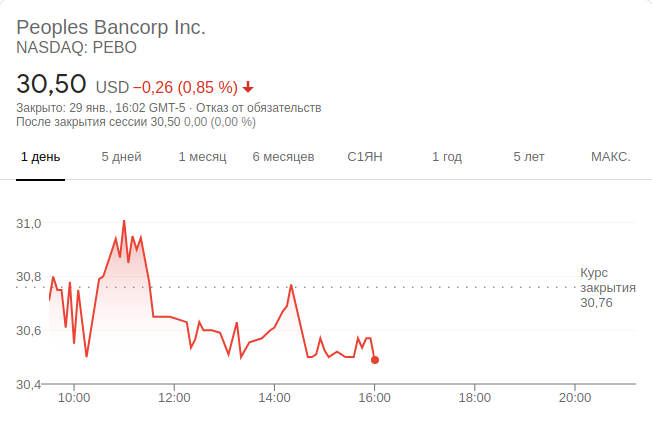 Peoples Bancorp Inc.
NASDAQ: PEBO
30,50 USD −0,26 (0,85 %)
Закрыто: 29 янв., 16:02 GMT-5 · Отказ от обязательств
После закрытия сессии 30,50 0,00 (0,00 %)
1 день 5 дней 1 месяц 6 месяцев С1ЯН 1 год 5 лет МАКС.
31,0
30,8
Курс
закрытия
30,76
30,6
30,4
10:00 12:00 14:00 16:00 18:00 20:00